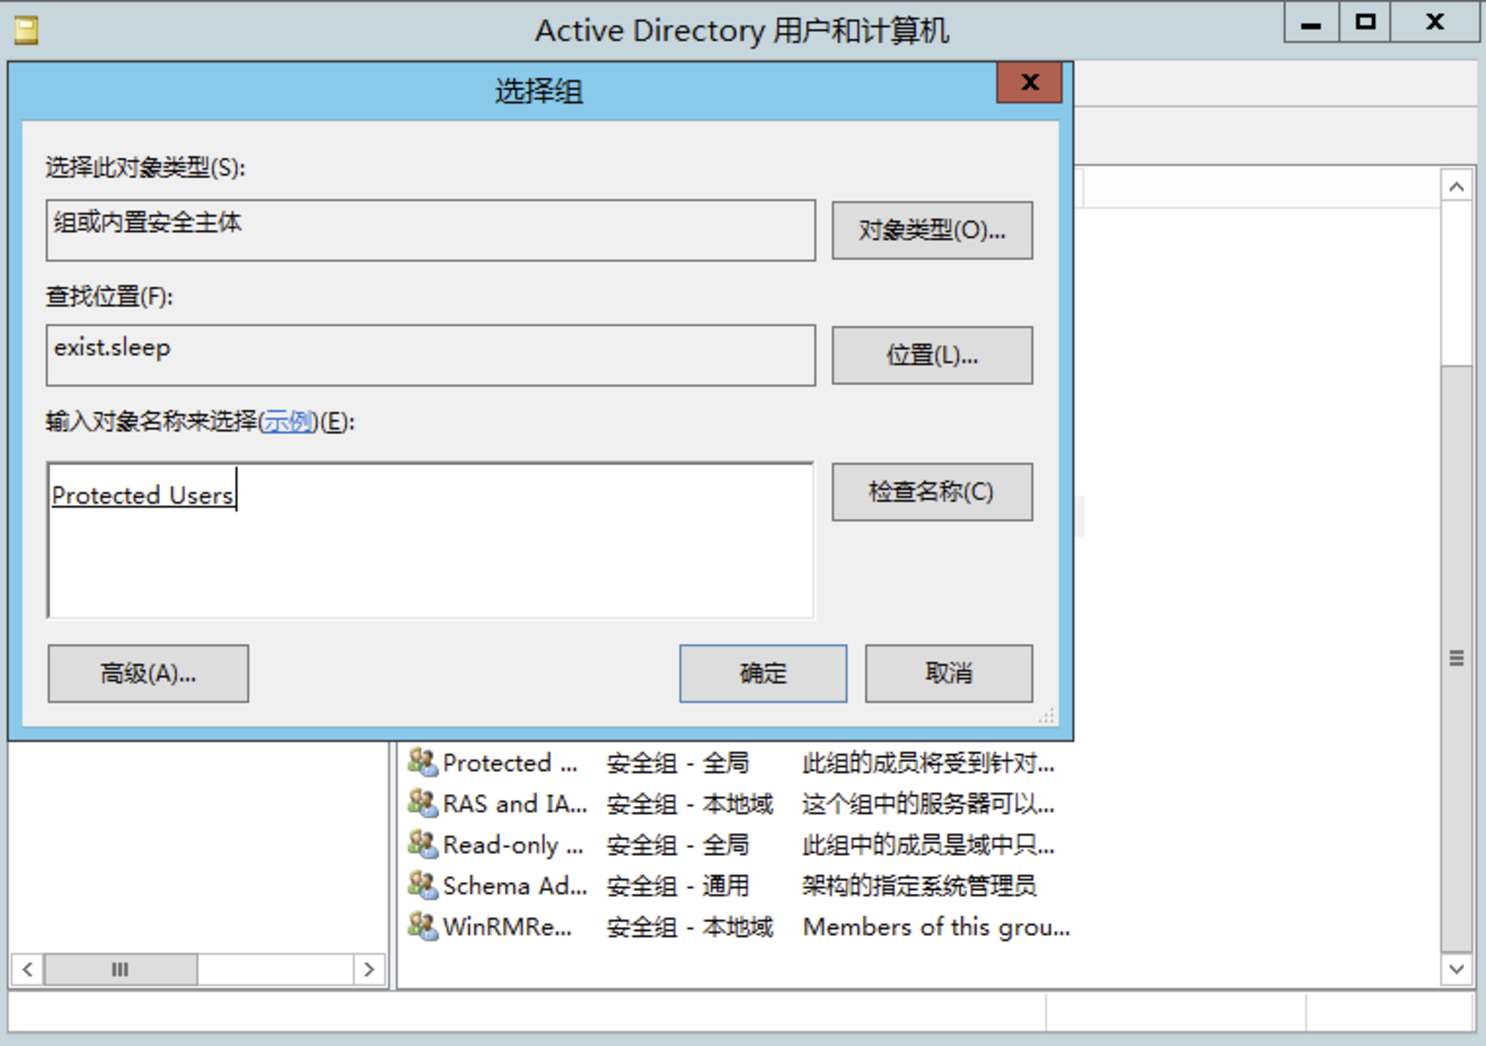 Active Directory 用户和计算机
选择组
选择此对象类型(S):
组或内置安全主体
对象类型(O)...
查找位置(F):
exist.sleep
位置(L)...
输入对象名称来选择(示例)(E):
Protected Users
检查名称(C)
高级(A)...
确定
取消
Protected ... 安全组 - 全局 此组的成员将受到针对...
RAS and IA... 安全组 - 本地域 这个组中的服务器可以...
Read-only ... 安全组 - 全局 此组中的成员是域中只...
Schema Ad... 安全组 - 通用 架构的指定系统管理员
WinRMRe... 安全组 - 本地域 Members of this grou...